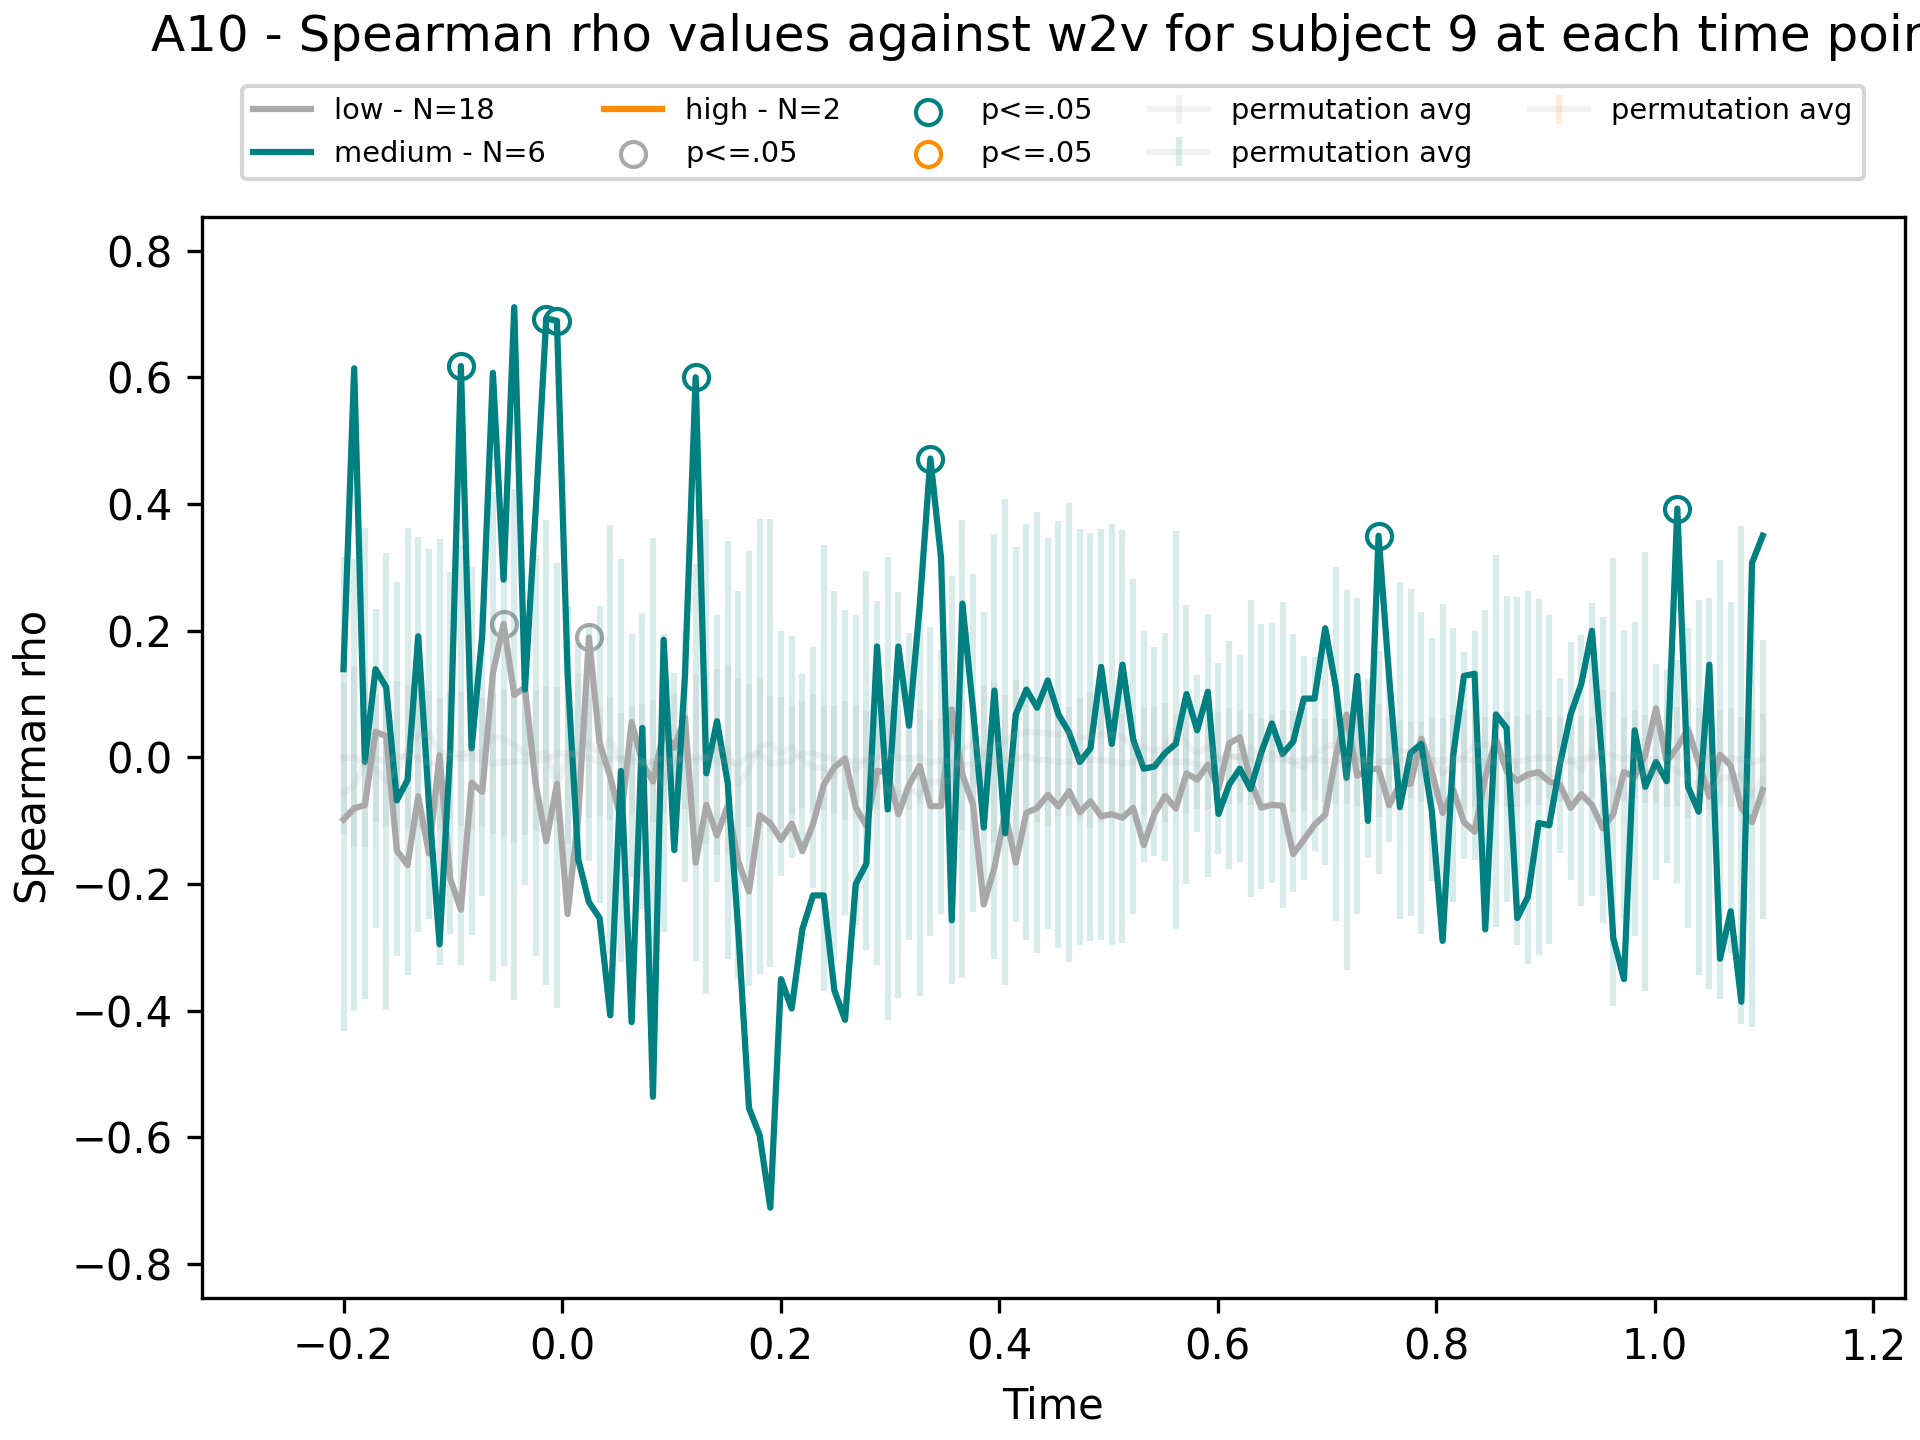 A10 - Spearman rho values against w2v for subject 9 at each time poin
low - N=18
medium - N=6
high - N=2
p<=.05
p<=.05
p<=.05
permutation avg
permutation avg
permutation avg
Spearman rho
0.8
0.6
0.4
0.2
0.0
−0.2
−0.4
−0.6
−0.8
−0.2
0.0
0.2
0.4
0.6
0.8
1.0
1.2
Time